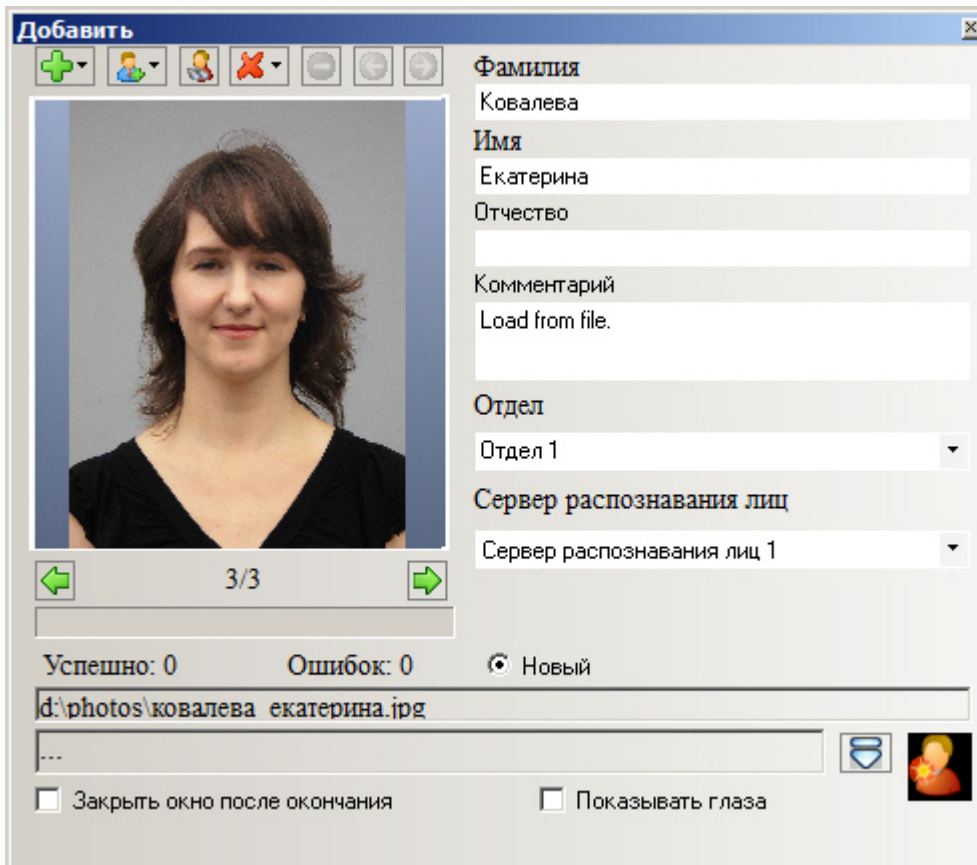 Добавить
Фамилия
Ковалева
Имя
Екатерина
Отчество
Комментарий
Load from file.
Отдел
Отдел 1
Сервер распознавания лиц
Сервер распознавания лиц 1
3/3
Успешно: 0 Ошибок: 0 Новый
d:\photos\ковалева_екатерина.jpg
...
Закрыть окно после окончания Показывать глаза